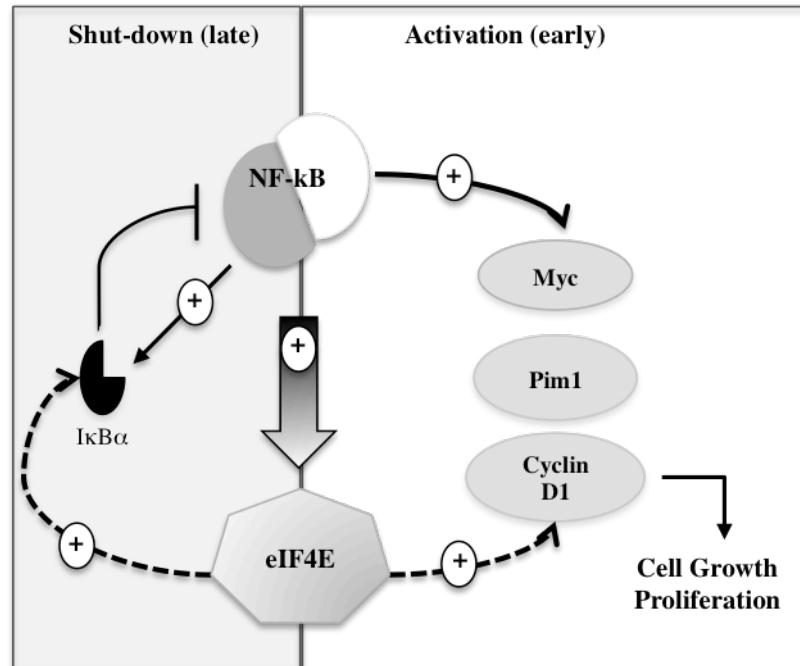 Shut-down (late)
Activation (early)
NF-kB
+
Myc
+
+
Pim1
IκBα
Cyclin
D1
eIF4E
+
+
Cell Growth
Proliferation